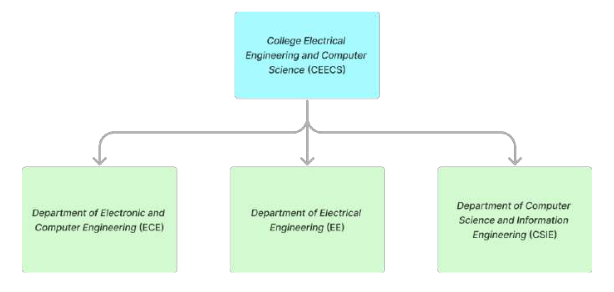 College Electrical
Engineering and Computer
Science (CEECS)
Department of Electronic and
Computer Engineering (ECE)
Department of Electrical
Engineering (EE)
Department of Computer
Science and Information
Engineering (CSIE)